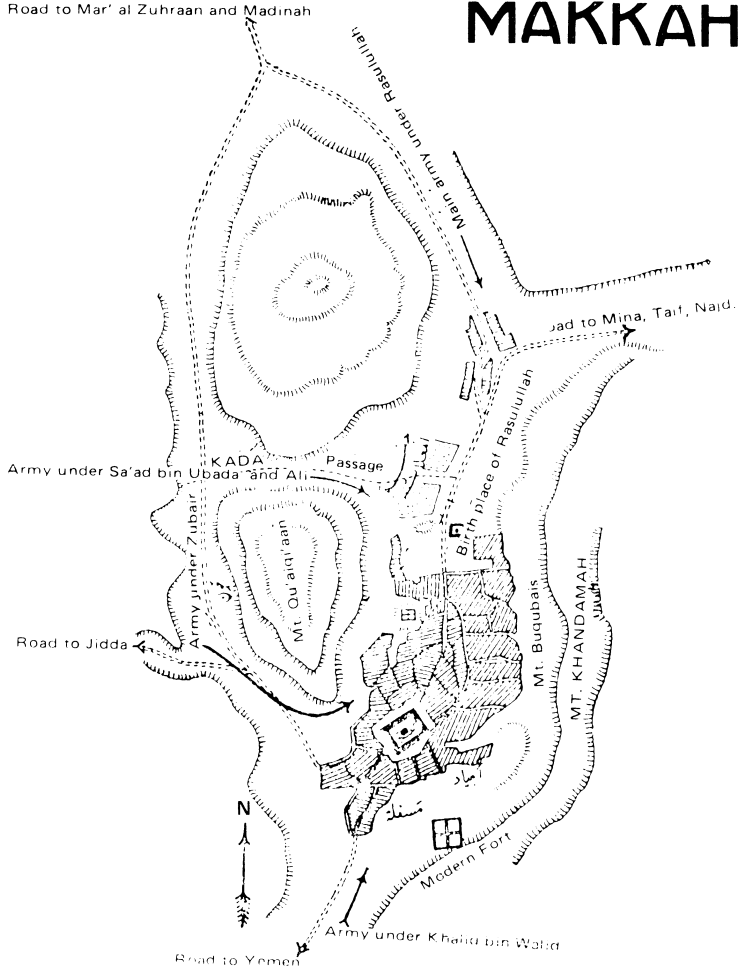 MAKKAH
Road to Mar' al Zuhraan and Madinah
Main army under Rasulullah
oad to Mina, Taif, Najd.
KADA Passage
Army under Sa'ad bin Ubada and Ali
Birth place of Rasulullah
Army under Zubair
Mt. Qu'aiqi'aan
Mt. Buqubais
MT. KHANDAMAH
Road to Jidda
مسفلة
N
Modern Fort
Army under Khalid bin Walid
Road to Yemen